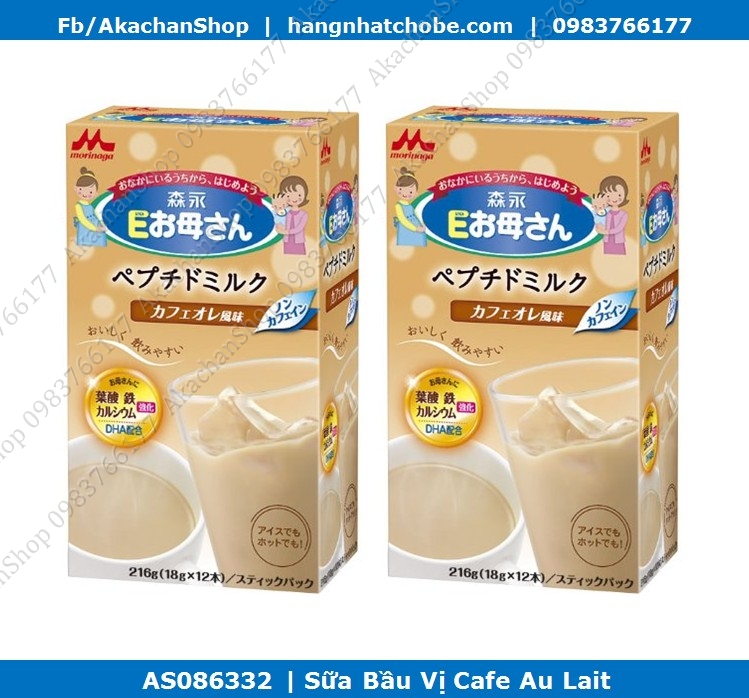 Fb/AkachanShop | hangnhatchobe.com | 0983766177
morinaga
おなかにいるうちから、はじめよう
森永
Eお母さん
ペプチドミルク
カフェオレ風味
ノンカフェイン
おいしく飲みやすい
お母さんに
葉酸 鉄
カルシウム 強化
DHA配合
アイスでも
ホットでも!
216g(18g×12本)/スティックパック
morinaga
おなかにいるうちから、はじめよう
森永
Eお母さん
ペプチドミルク
カフェオレ風味
ノンカフェイン
おいしく飲みやすい
お母さんに
葉酸 鉄
カルシウム 強化
DHA配合
アイスでも
ホットでも!
216g(18g×12本)/スティックパック
AkachanShop 0983766177
AS086332 | Sữa Bầu Vị Cafe Au Lait